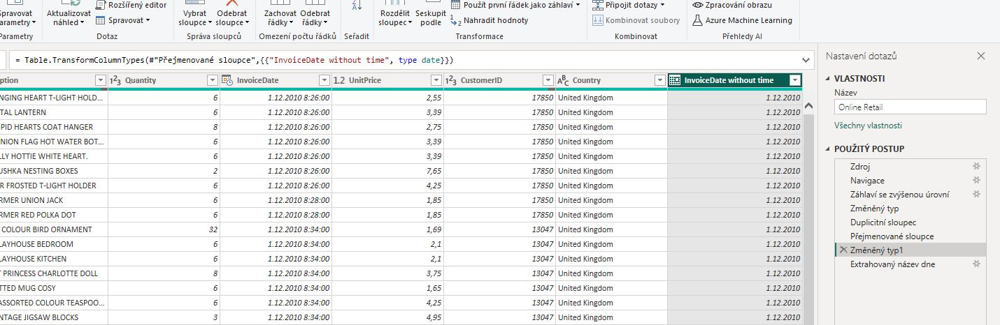 Aktualizovat náhled
Rozšířený editor
Spravovat
Dotaz
Parametry
Vybrat sloupce
Odebrat sloupce
Správa sloupců
Zachovat řádky
Odebrat řádky
Omezení počtu řádků
Seřadit
Rozdělit sloupec
Seskupit podle
Použít první řádek jako záhlaví
Nahradit hodnoty
Transformace
Připojit dotazy
Kombinovat soubory
Kombinovat
Zpracování obrazu
Azure Machine Learning
Přehledy AI
= Table.TransformColumnTypes(#"Přejmenované sloupce",{{"InvoiceDate without time", type date}})
ption 123 Quantity InvoiceDate 1.2 UnitPrice 123 CustomerID ABC Country InvoiceDate without time
NGING HEART T-LIGHT HOLD... 6 1.12.2010 8:26:00 2,55 17850 United Kingdom 1.12.2010
TAL LANTERN 6 1.12.2010 8:26:00 3,39 17850 United Kingdom 1.12.2010
UPID HEARTS COAT HANGER 8 1.12.2010 8:26:00 2,75 17850 United Kingdom 1.12.2010
NION FLAG HOT WATER BOT... 6 1.12.2010 8:26:00 3,39 17850 United Kingdom 1.12.2010
LLY HOTTIE WHITE HEART. 6 1.12.2010 8:26:00 3,39 17850 United Kingdom 1.12.2010
USHKA NESTING BOXES 2 1.12.2010 8:26:00 7,65 17850 United Kingdom 1.12.2010
R FROSTED T-LIGHT HOLDER 6 1.12.2010 8:26:00 4,25 17850 United Kingdom 1.12.2010
RMER UNION JACK 6 1.12.2010 8:28:00 1,85 17850 United Kingdom 1.12.2010
RMER RED POLKA DOT 6 1.12.2010 8:28:00 1,85 17850 United Kingdom 1.12.2010
COLOUR BIRD ORNAMENT 32 1.12.2010 8:34:00 1,69 13047 United Kingdom 1.12.2010
LAYHOUSE BEDROOM 6 1.12.2010 8:34:00 2,1 13047 United Kingdom 1.12.2010
LAYHOUSE KITCHEN 6 1.12.2010 8:34:00 2,1 13047 United Kingdom 1.12.2010
T PRINCESS CHARLOTTE DOLL 8 1.12.2010 8:34:00 3,75 13047 United Kingdom 1.12.2010
TTED MUG COSY 6 1.12.2010 8:34:00 1,65 13047 United Kingdom 1.12.2010
ASSORTED COLOUR TEASPOO... 6 1.12.2010 8:34:00 4,25 13047 United Kingdom 1.12.2010
NTAGE JIGSAW BLOCKS 3 1.12.2010 8:34:00 4,95 13047 United Kingdom 1.12.2010
Nastavení dotazů
VLASTNOSTI
Název
Online Retail
Všechny vlastnosti
POUŽITÝ POSTUP
Zdroj
Navigace
Záhlaví se zvýšenou úrovní
Změněný typ
Duplicitní sloupec
Přejmenované sloupce
Změněný typ1
Extrahovaný název dne